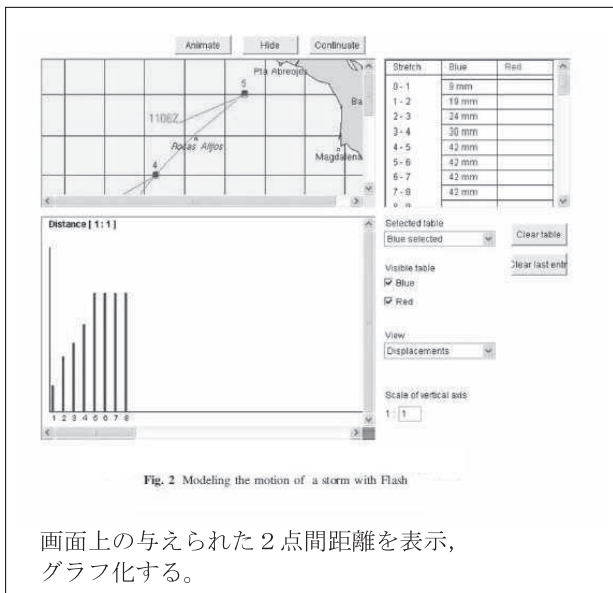 Animate Hide Continuate
Stretch Blue Red
0 - 1 9 mm
1 - 2 19 mm
2 - 3 24 mm
3 - 4 30 mm
4 - 5 42 mm
5 - 6 42 mm
6 - 7 42 mm
7 - 8 42 mm
Pta Abreojos
5
Ba
1106Z
Rocas Alijos
Magdalena
4
Distance [ 1 : 1 ]
1 2 3 4 5 6 7 8
Selected table
Blue selected
Clear table
Visible table
Clear last entr
Blue
Red
View
Displacements
Scale of vertical axis
1 : 1
Fig. 2 Modeling the motion of a storm with Flash
画面上の与えられた2点間距離を表示,
グラフ化する。